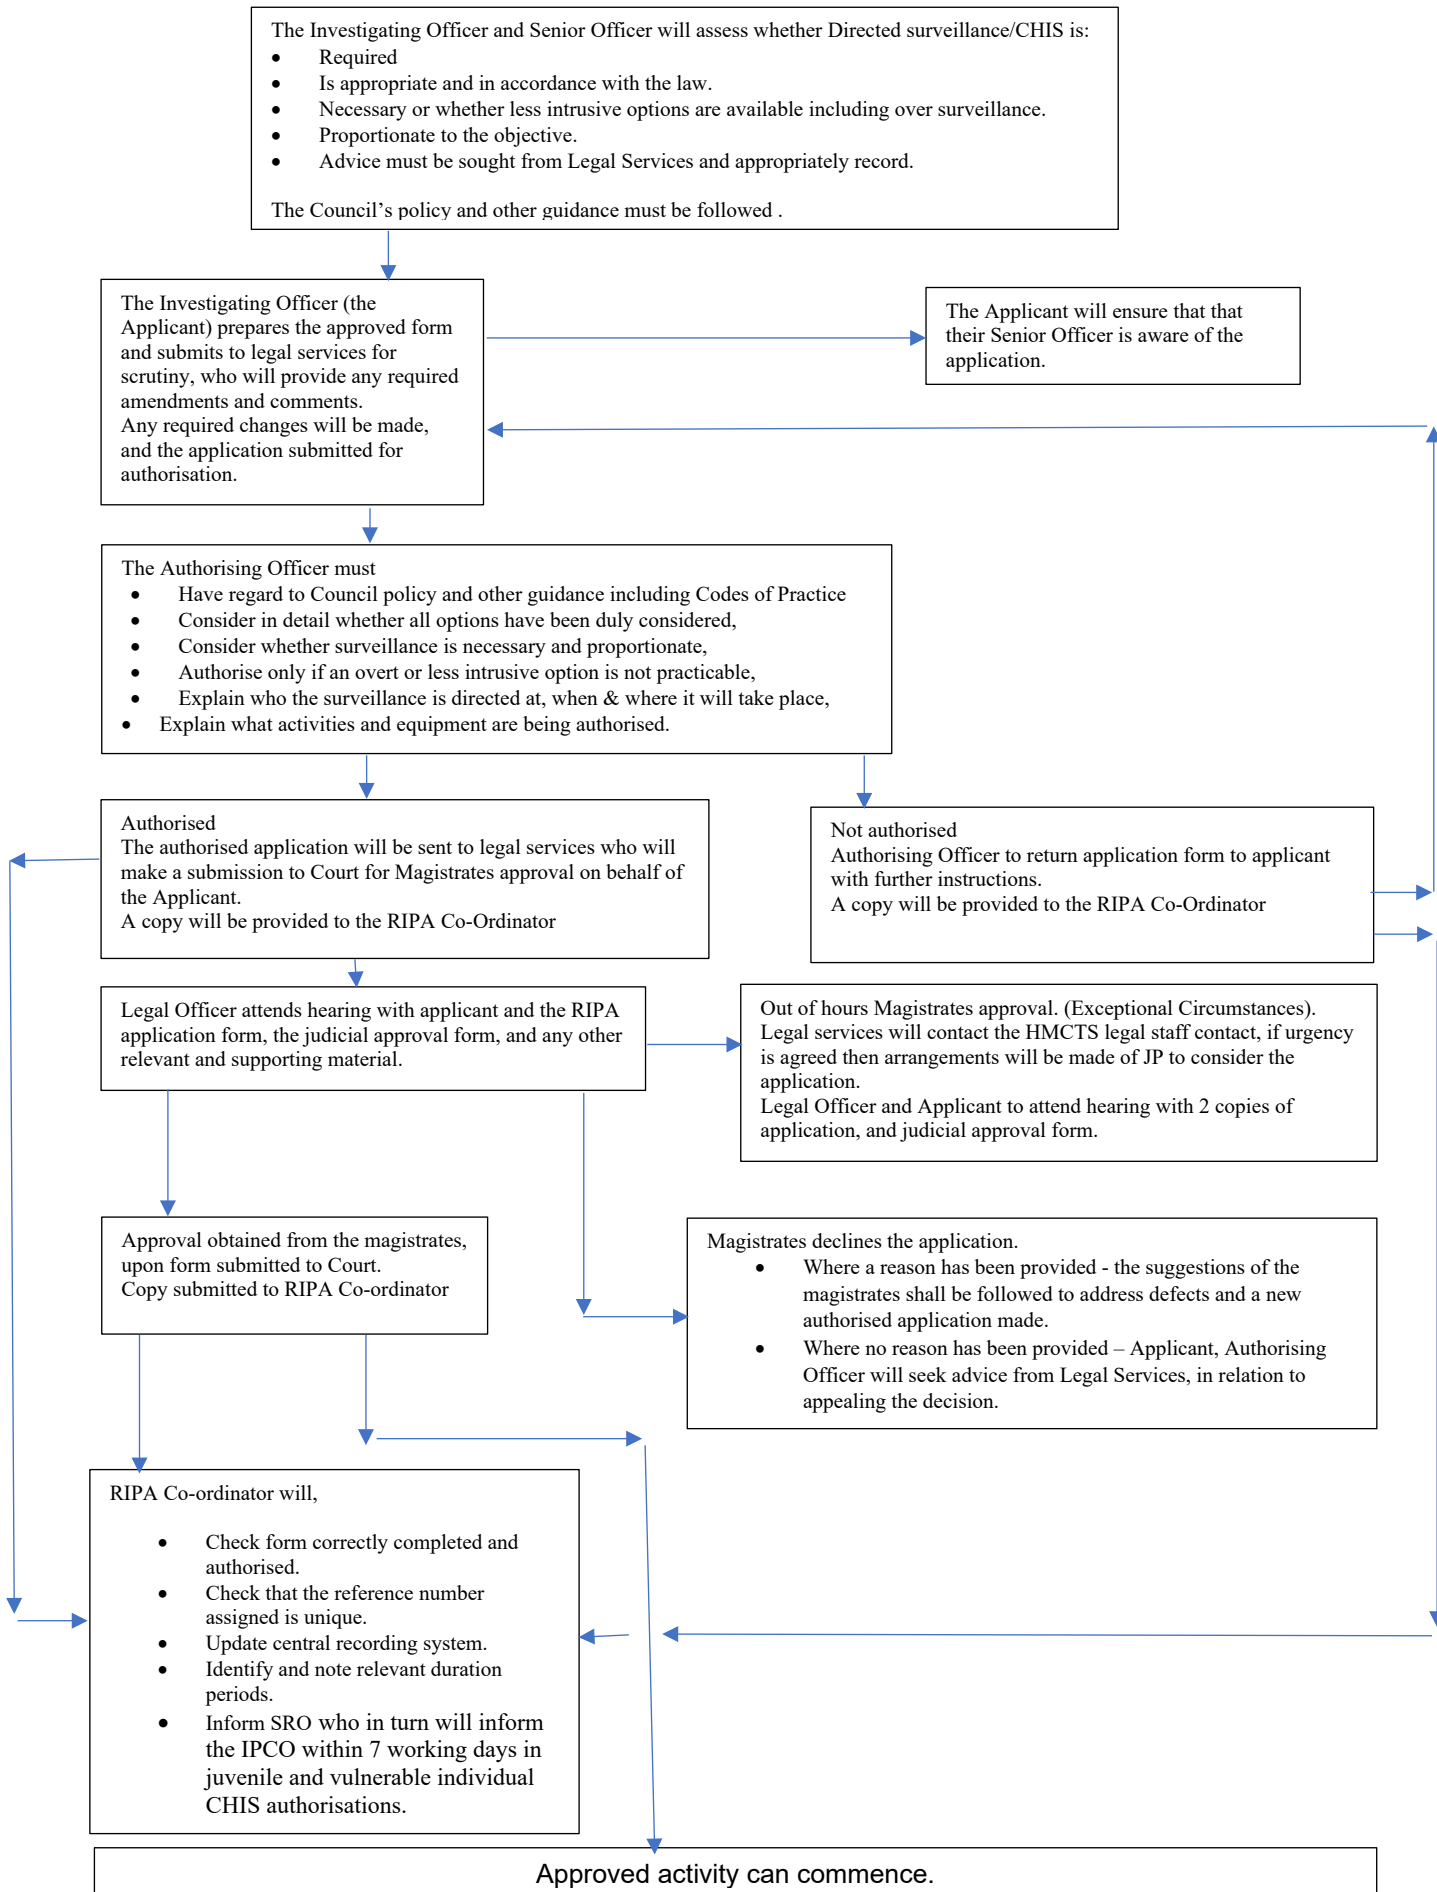 The Investigating Officer and Senior Officer will assess whether Directed surveillance/CHIS is:
• Required
• Is appropriate and in accordance with the law.
• Necessary or whether less intrusive options are available including over surveillance.
• Proportionate to the objective.
• Advice must be sought from Legal Services and appropriately record.
The Council's policy and other guidance must be followed .
The Investigating Officer (the
Applicant) prepares the approved form
and submits to legal services for
scrutiny, who will provide any required
amendments and comments.
Any required changes will be made,
and the application submitted for
authorisation.
The Applicant will ensure that that
their Senior Officer is aware of the
application.
The Authorising Officer must
• Have regard to Council policy and other guidance including Codes of Practice
• Consider in detail whether all options have been duly considered,
• Consider whether surveillance is necessary and proportionate,
• Authorise only if an overt or less intrusive option is not practicable,
• Explain who the surveillance is directed at, when & where it will take place,
• Explain what activities and equipment are being authorised.
Authorised
The authorised application will be sent to legal services who will
make a submission to Court for Magistrates approval on behalf of
the Applicant.
A copy will be provided to the RIPA Co-Ordinator
Not authorised
Authorising Officer to return application form to applicant
with further instructions.
A copy will be provided to the RIPA Co-Ordinator
Legal Officer attends hearing with applicant and the RIPA
application form, the judicial approval form, and any other
relevant and supporting material.
Out of hours Magistrates approval. (Exceptional Circumstances).
Legal services will contact the HMCTS legal staff contact, if urgency
is agreed then arrangements will be made of JP to consider the
application.
Legal Officer and Applicant to attend hearing with 2 copies of
application, and judicial approval form.
Approval obtained from the magistrates,
upon form submitted to Court.
Copy submitted to RIPA Co-ordinator
Magistrates declines the application.
• Where a reason has been provided - the suggestions of the
magistrates shall be followed to address defects and a new
authorised application made.
• Where no reason has been provided – Applicant, Authorising
Officer will seek advice from Legal Services, in relation to
appealing the decision.
RIPA Co-ordinator will,
• Check form correctly completed and
authorised.
• Check that the reference number
assigned is unique.
• Update central recording system.
• Identify and note relevant duration
periods.
• Inform SRO who in turn will inform
the IPCO within 7 working days in
juvenile and vulnerable individual
CHIS authorisations.
Approved activity can commence.